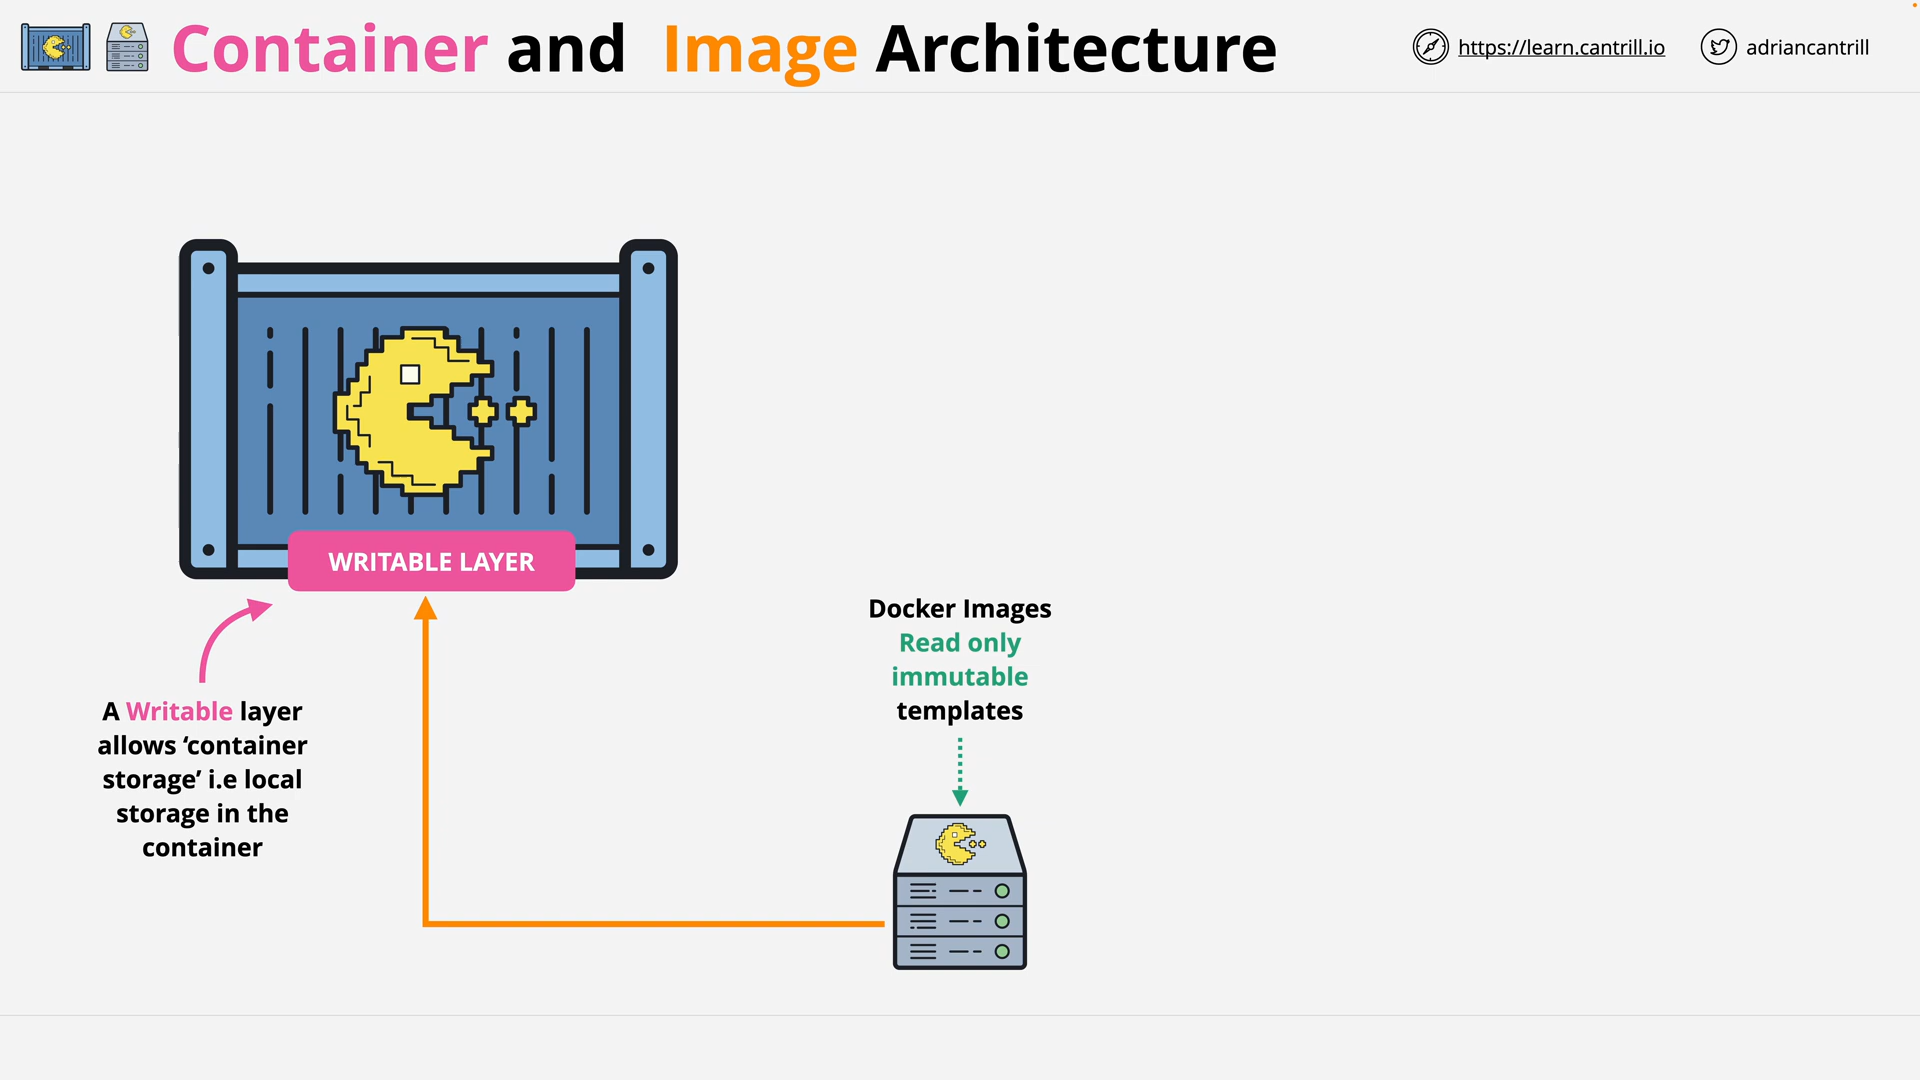 Container and Image Architecture
https://learn.cantrill.io
adriancantrill
WRITABLE LAYER
A Writable layer
allows ‘container
storage’ i.e local
storage in the
container
Docker Images
Read only
immutable
templates